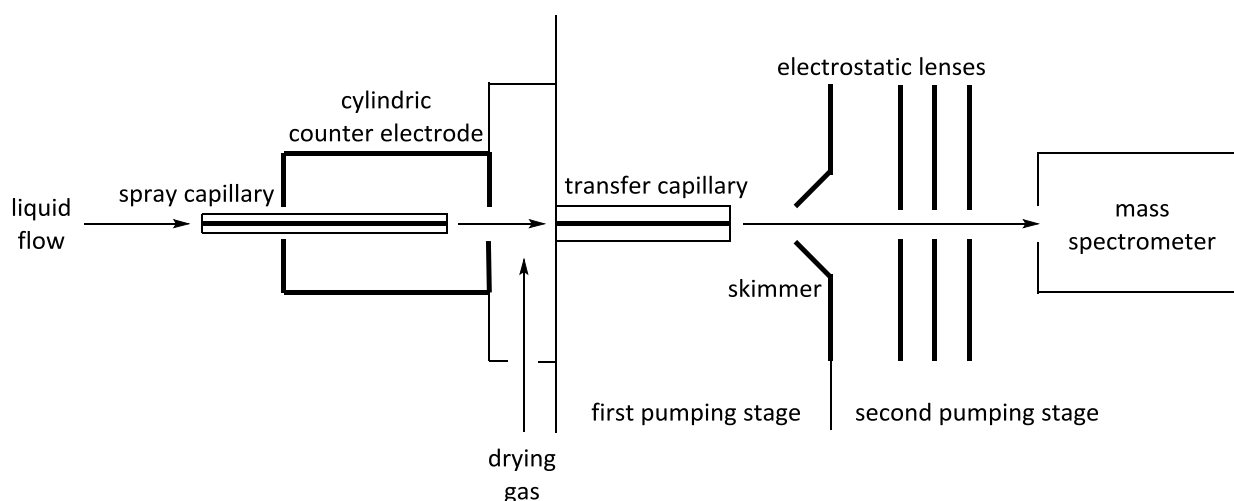 electrostatic lenses
cylindric
counter electrode
spray capillary
transfer capillary
liquid
flow
mass
spectrometer
skimmer
first pumping stage
second pumping stage
drying
gas